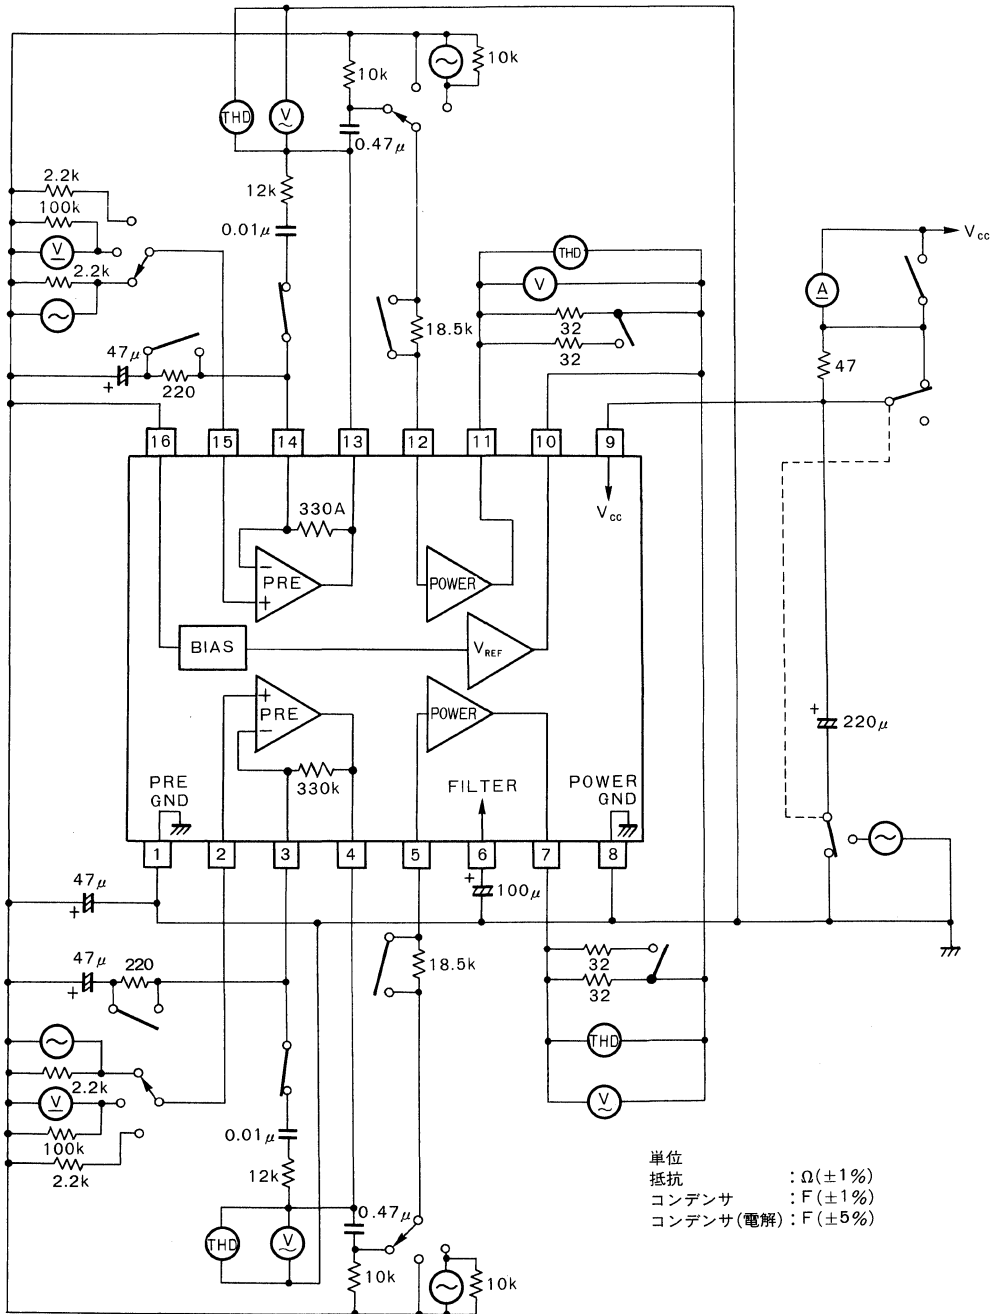 10k
10k
THD
V
0.47μ
2.2k
12k
100k
0.01μ
V
2.2k
THD
Vcc
V
A
18.5k
32
32
47μ
+
220
47
16
15
14
13
12
11
10
9
330A
Vcc
−
PRE
+
POWER
BIAS
VREF
+
PRE
−
POWER
+
220μ
330k
PRE
GND
FILTER
POWER
GND
1
2
3
4
5
6
7
8
47μ
+
+
100μ
47μ
+
220
18.5k
32
32
2.2k
THD
V
100k
2.2k
0.01μ
12k
V
0.47μ
THD
V
10k
10k
単位
抵抗 : Ω(±1%)
コンデンサ : F(±1%)
コンデンサ(電解) : F(±5%)